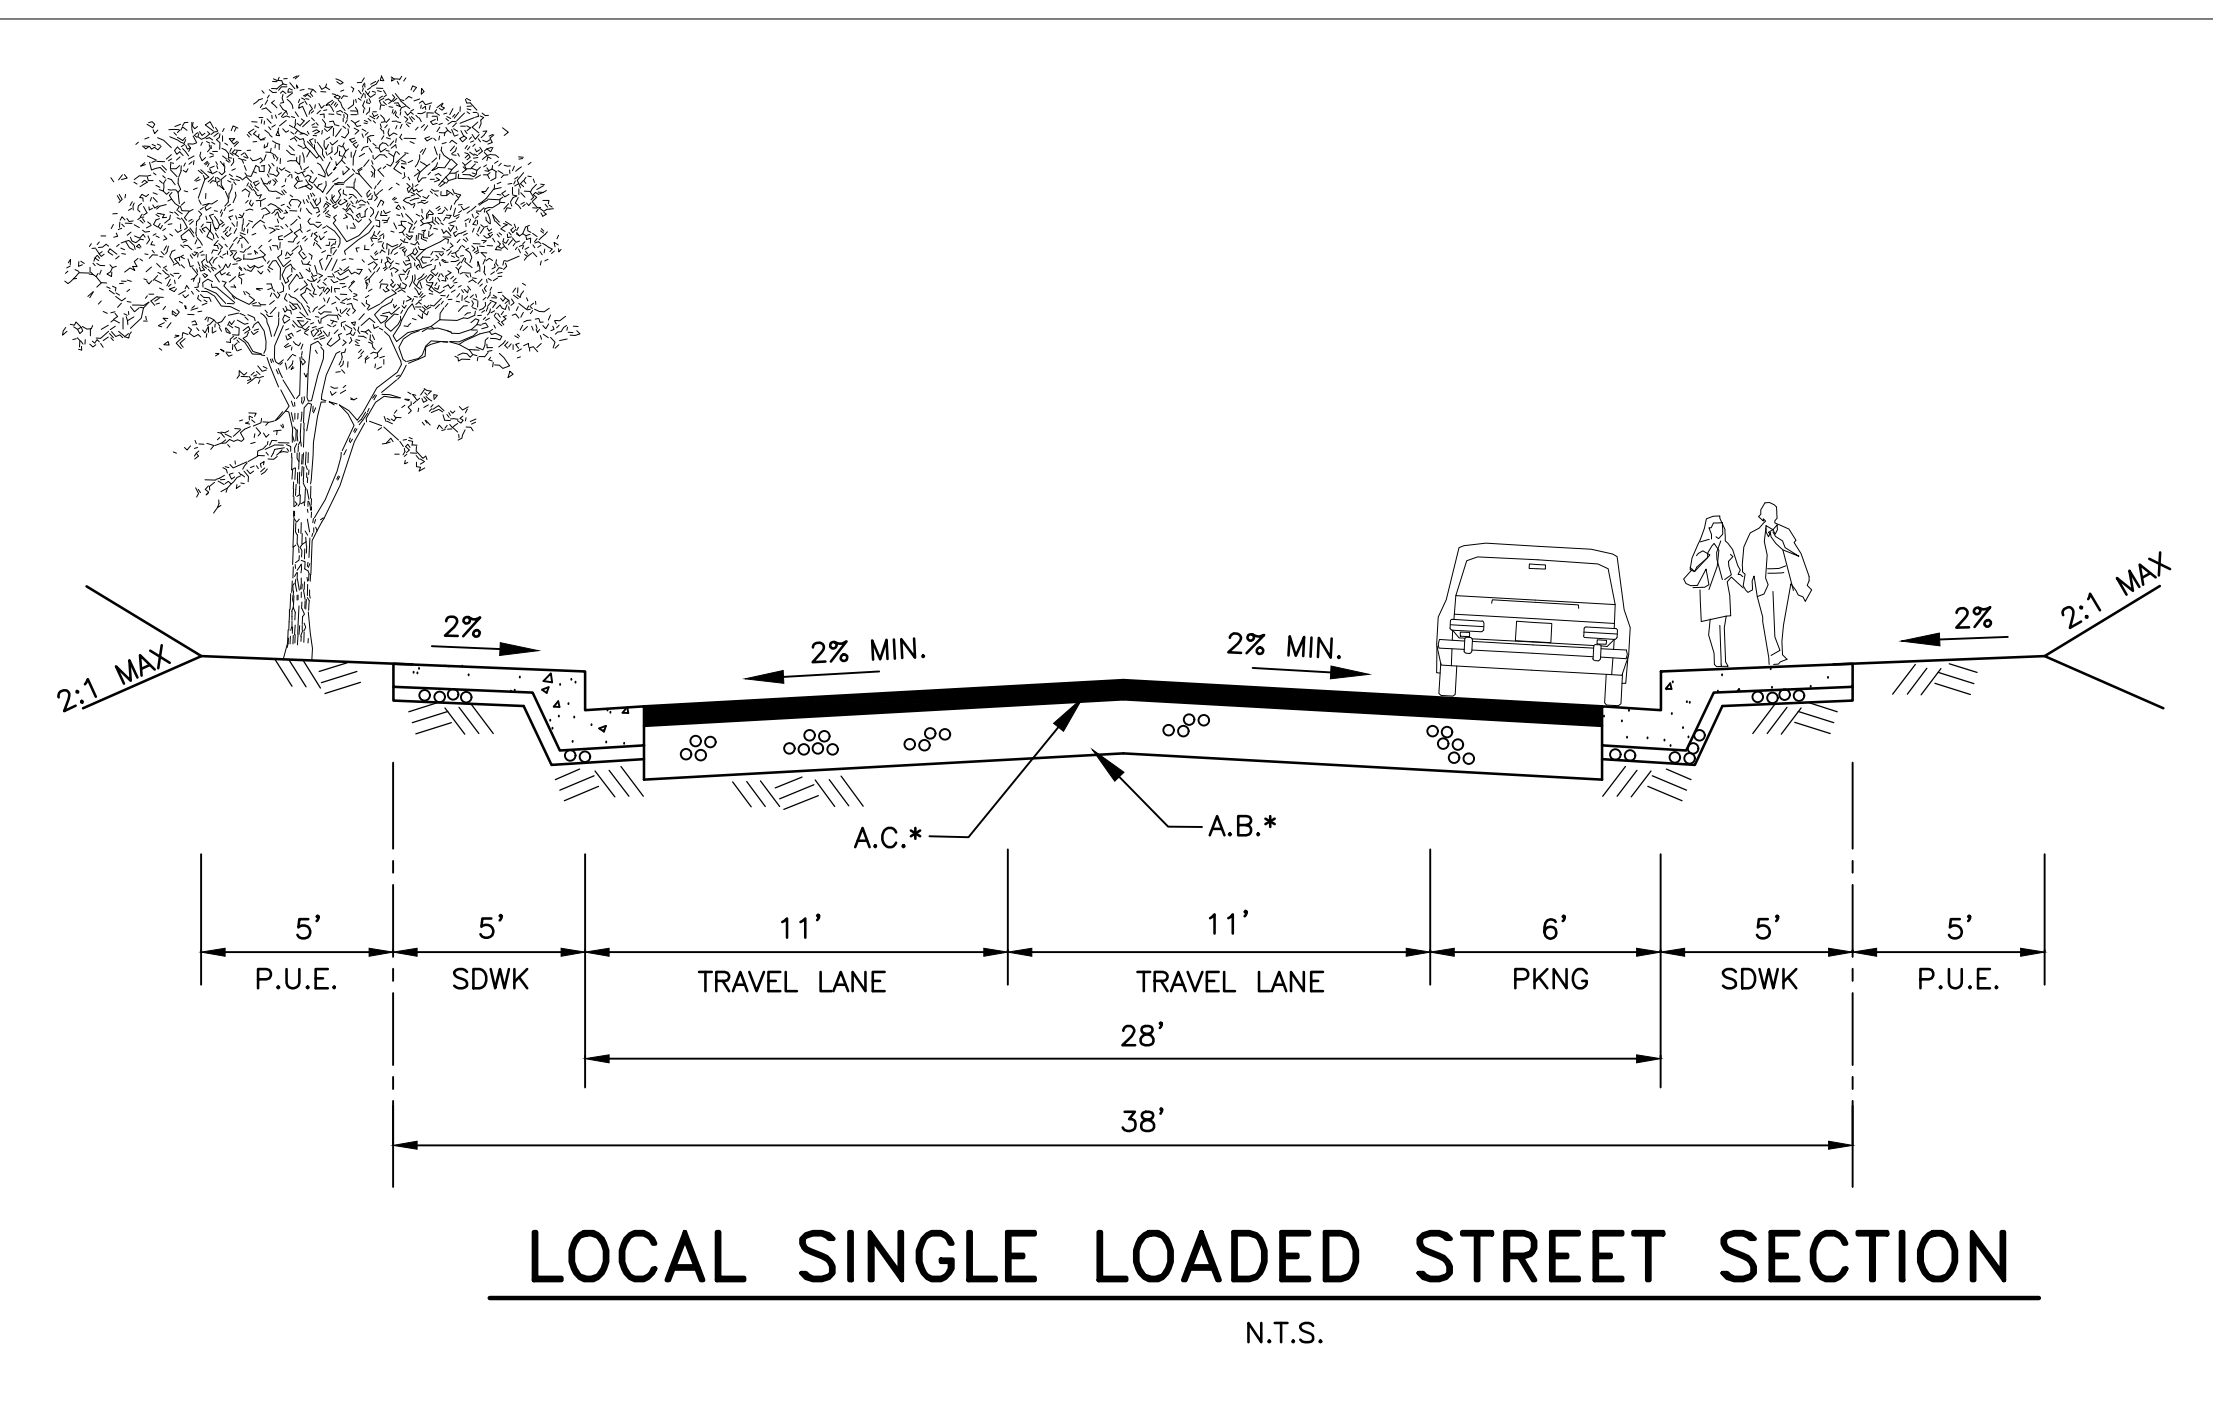 2%
2% MIN.
2% MIN.
2%
2:1 MAX
2:1 MAX
A.C.*
A.B.*
5' 5' 11' 11' 6' 5' 5'
P.U.E. SDWK TRAVEL LANE TRAVEL LANE PKNG SDWK P.U.E.
28'
38'
LOCAL SINGLE LOADED STREET SECTION
N.T.S.